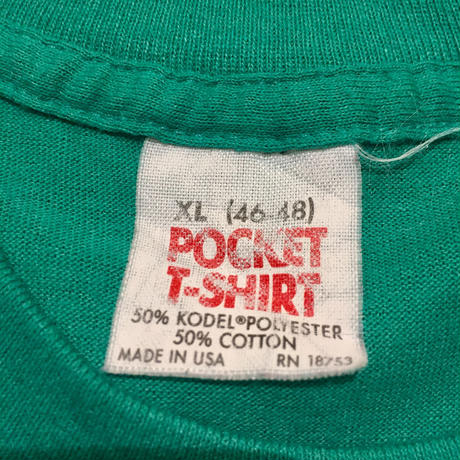 XL (46-48)
POCKET
T-SHIRT
50% KODEL®POLYESTER
50% COTTON
MADE IN USA RN 18753